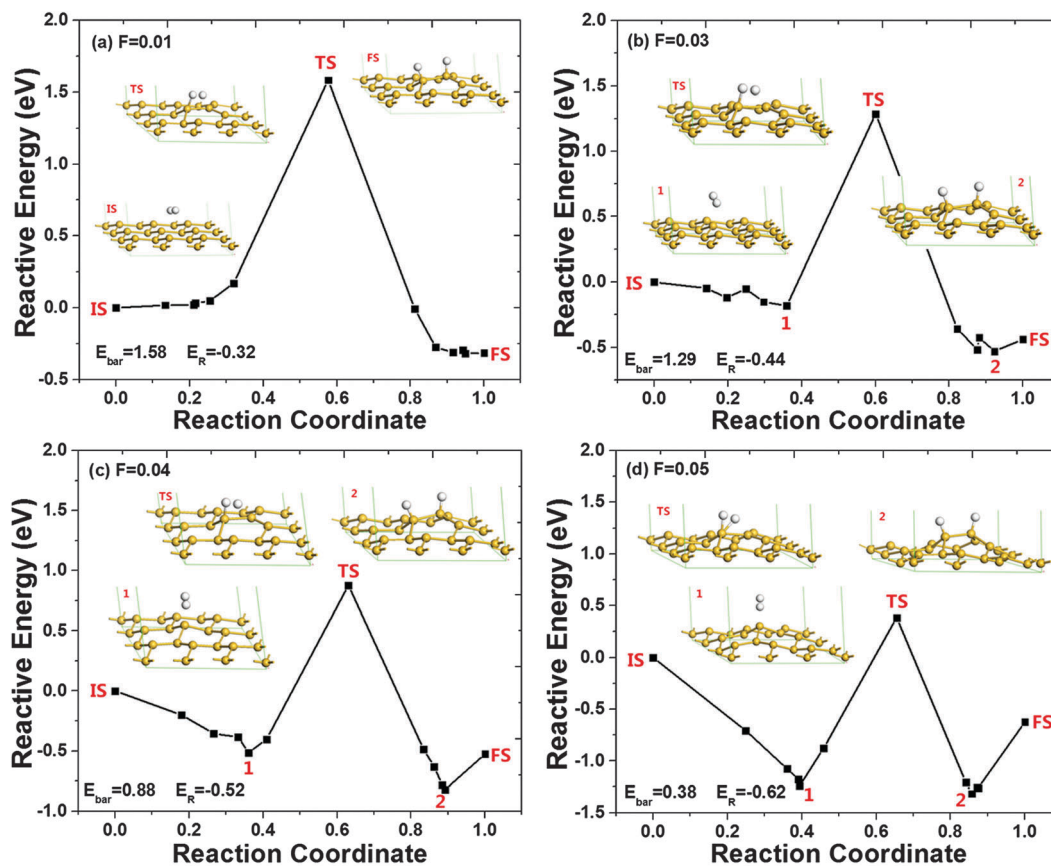 (a) F=0.01
TS
FS
TS
IS
IS
FS
E_bar=1.58 E_R=-0.32
2.0
1.5
1.0
0.5
0.0
-0.5
0.0 0.2 0.4 0.6 0.8 1.0
Reactive Energy (eV)
Reaction Coordinate
(b) F=0.03
TS
TS
1
2
IS
1
2
FS
E_bar=1.29 E_R=-0.44
2.0
1.5
1.0
0.5
0.0
-0.5
0.0 0.2 0.4 0.6 0.8 1.0
Reactive Energy (eV)
Reaction Coordinate
(c) F=0.04
TS
2
TS
1
IS
1
2
FS
E_bar=0.88 E_R=-0.52
2.0
1.5
1.0
0.5
0.0
-0.5
-1.0
0.0 0.2 0.4 0.6 0.8 1.0
Reactive Energy (eV)
Reaction Coordinate
(d) F=0.05
TS
2
1
TS
IS
1
2
FS
E_bar=0.38 E_R=-0.62
2.0
1.5
1.0
0.5
0.0
-0.5
-1.0
-1.5
0.0 0.2 0.4 0.6 0.8 1.0
Reactive Energy (eV)
Reaction Coordinate